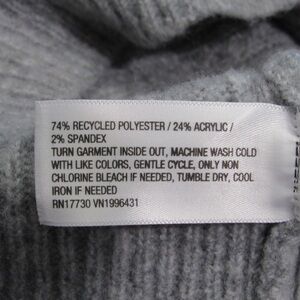 74% RECYCLED POLYESTER / 24% ACRYLIC /
2% SPANDEX
TURN GARMENT INSIDE OUT, MACHINE WASH COLD
WITH LIKE COLORS, GENTLE CYCLE, ONLY NON
CHLORINE BLEACH IF NEEDED, TUMBLE DRY, COOL
IRON IF NEEDED
RN17730 VN1996431